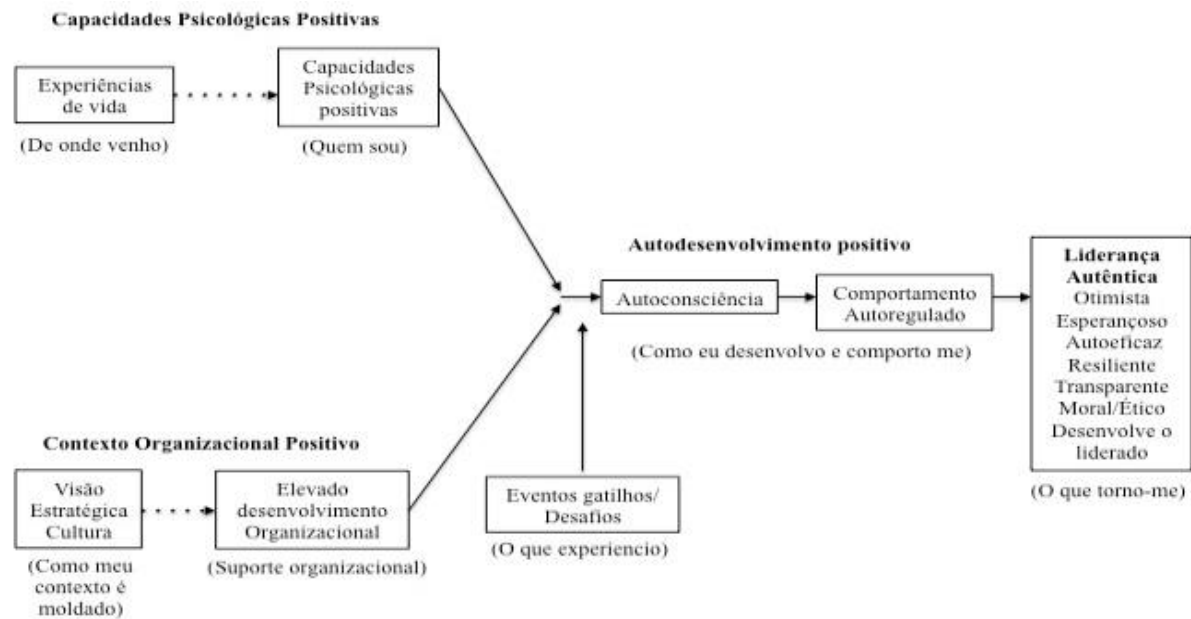 Capacidades Psicológicas Positivas
Experiências
de vida
(De onde venho)
Capacidades
Psicológicas
positivas
(Quem sou)
Autodesenvolvimento positivo
Autoconsciência
Comportamento
Autoregulado
(Como eu desenvolvo e comporto me)
Liderança
Autêntica
Otimista
Esperançoso
Autoeficaz
Resiliente
Transparente
Moral/Ético
Desenvolve o
liderado
(O que torno-me)
Contexto Organizacional Positivo
Visão
Estratégica
Cultura
(Como meu
contexto é
moldado)
Elevado
desenvolvimento
Organizacional
(Suporte organizacional)
Eventos gatilhos/
Desafios
(O que experiencio)